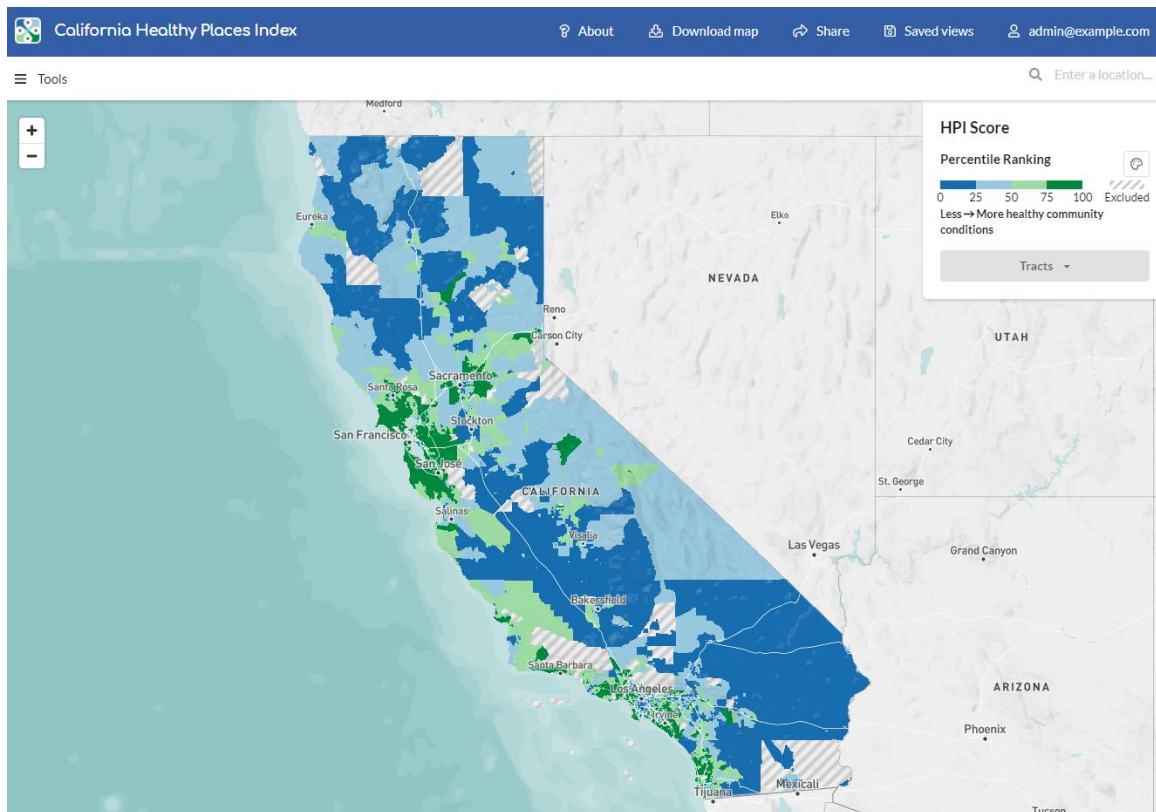 California Healthy Places Index
About
Download map
Share
Saved views
admin@example.com
Tools
Enter a location...
+
−
HPI Score
Percentile Ranking
0 25 50 75 100 Excluded
Less → More healthy community
conditions
Tracts
Medford
Eureka
Elko
NEVADA
Reno
Carson City
UTAH
Sacramento
Santa Rosa
Stockton
San Francisco
Cedar City
San José
St. George
CALIFORNIA
Salinas
Visalia
Las Vegas
Grand Canyon
Bakersfield
Santa Barbara
Los Angeles
ARIZONA
Irvine
Phoenix
Tijuana
Mexicali
Tucson